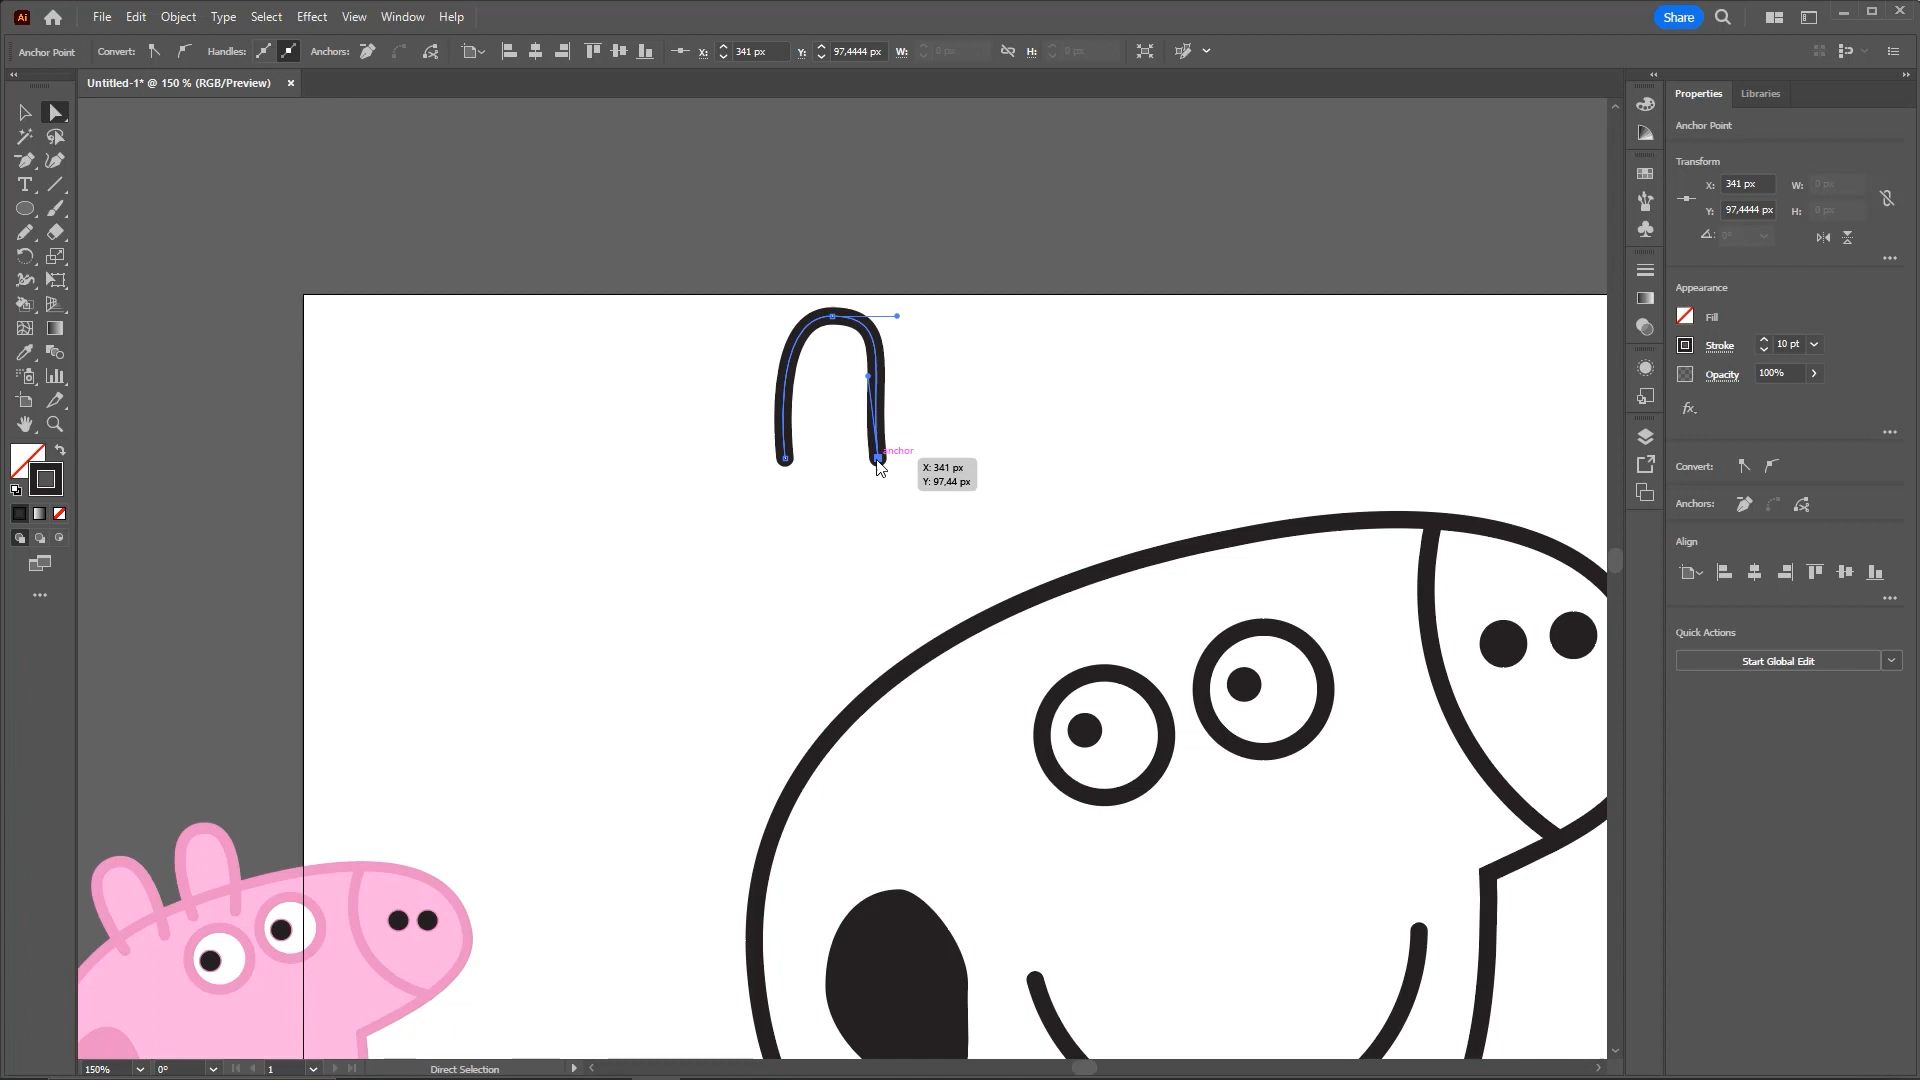 Ai File Edit Object Type Select Effect View Window Help Share
Anchor Point Convert: Handles: Anchors: X: 341 px Y: 97,4444 px W: 0 px H: 0 px
Untitled-1* @ 150 % (RGB/Preview) ×
Properties Libraries
Anchor Point
Transform
X: 341 px W: 0 px
Y: 97,4444 px H: 0 px
0°
Appearance
Fill
Stroke 10 pt
Opacity 100%
fx.
Convert:
Anchors:
Align
Quick Actions
Start Global Edit
anchor
X: 341 px
Y: 97,44 px
150% 0° 1 Direct Selection